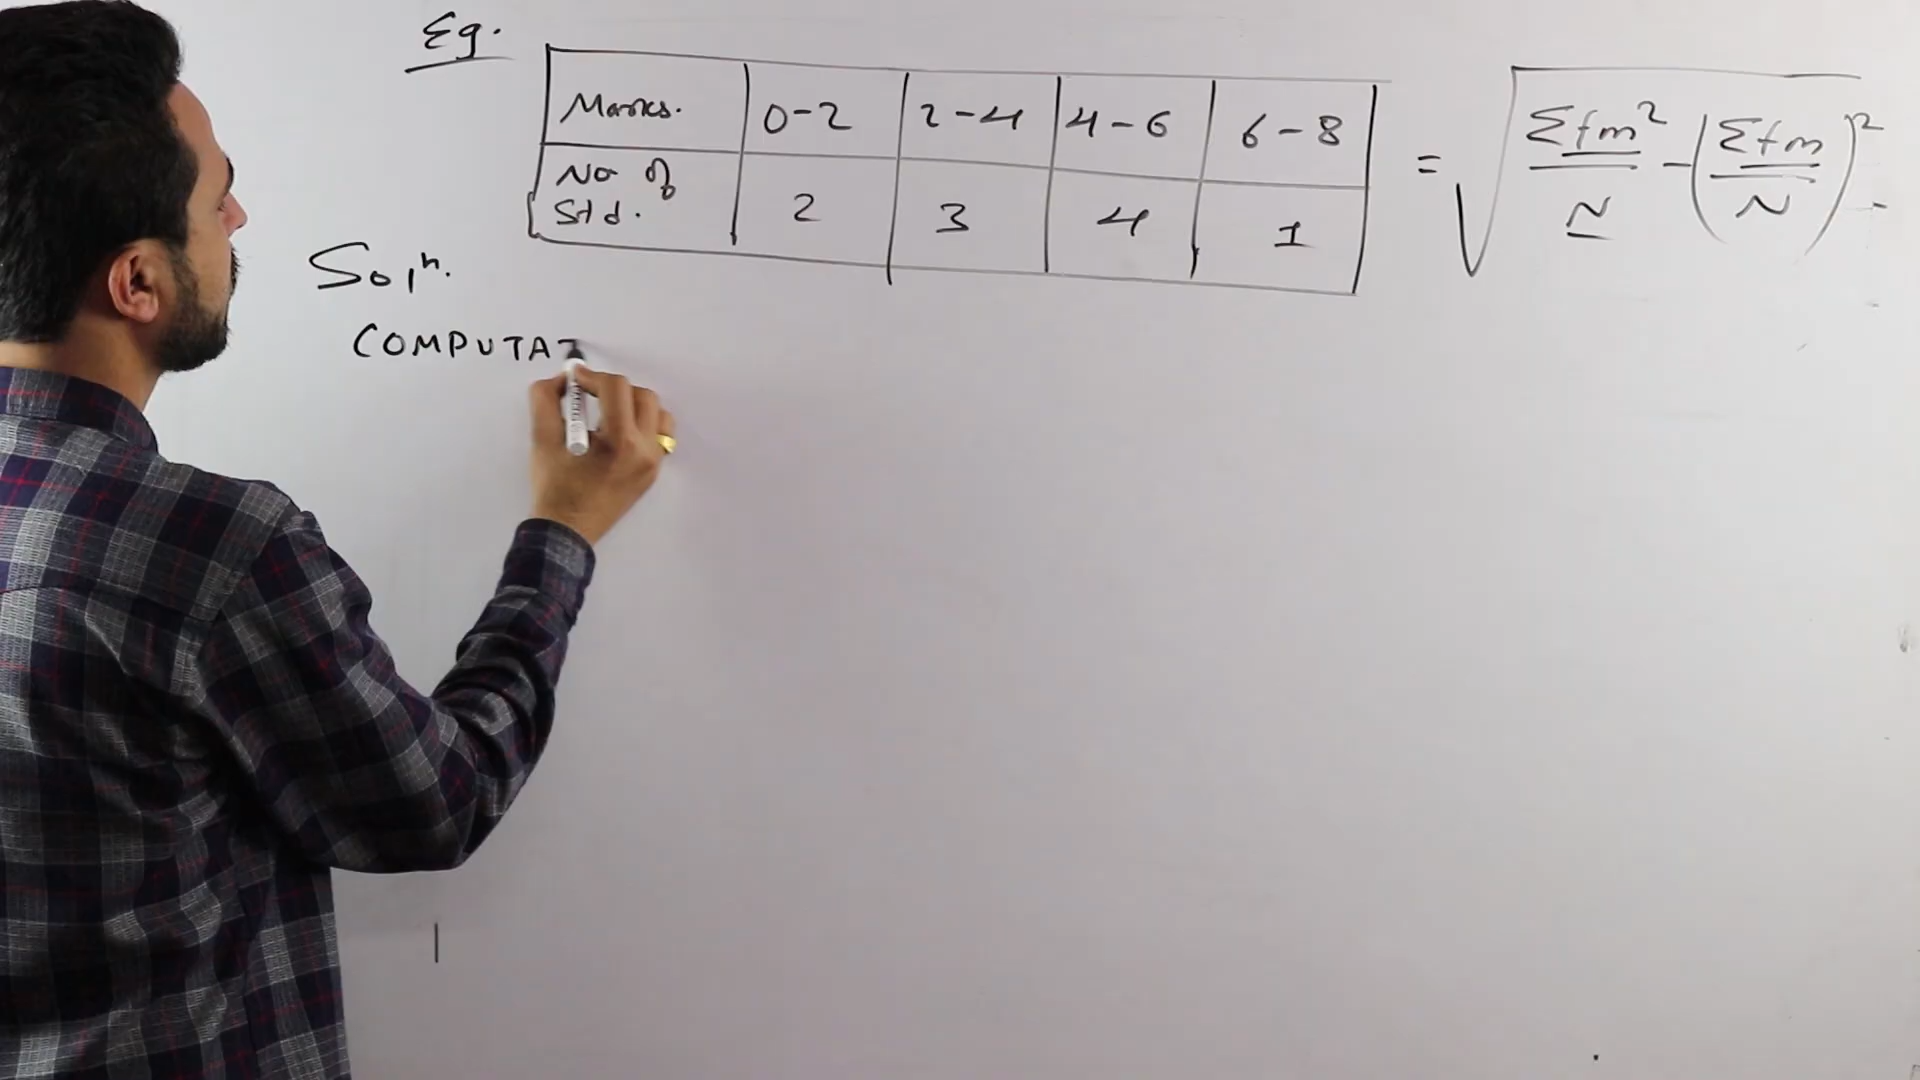 Eg.
Marks. 0-2 2-4 4-6 6-8
No of Std. 2 3 4 1
= √ Σfm²/N - (Σfm/N)²
Solⁿ.
COMPUTAT